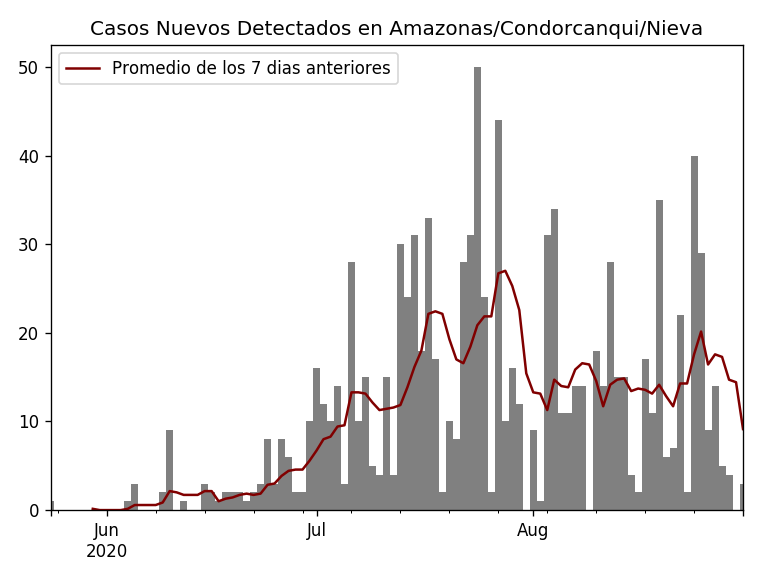 Casos Nuevos Detectados en Amazonas/Condorcanqui/Nieva
Promedio de los 7 dias anteriores
50
40
30
20
10
0
Jun
2020
Jul
Aug